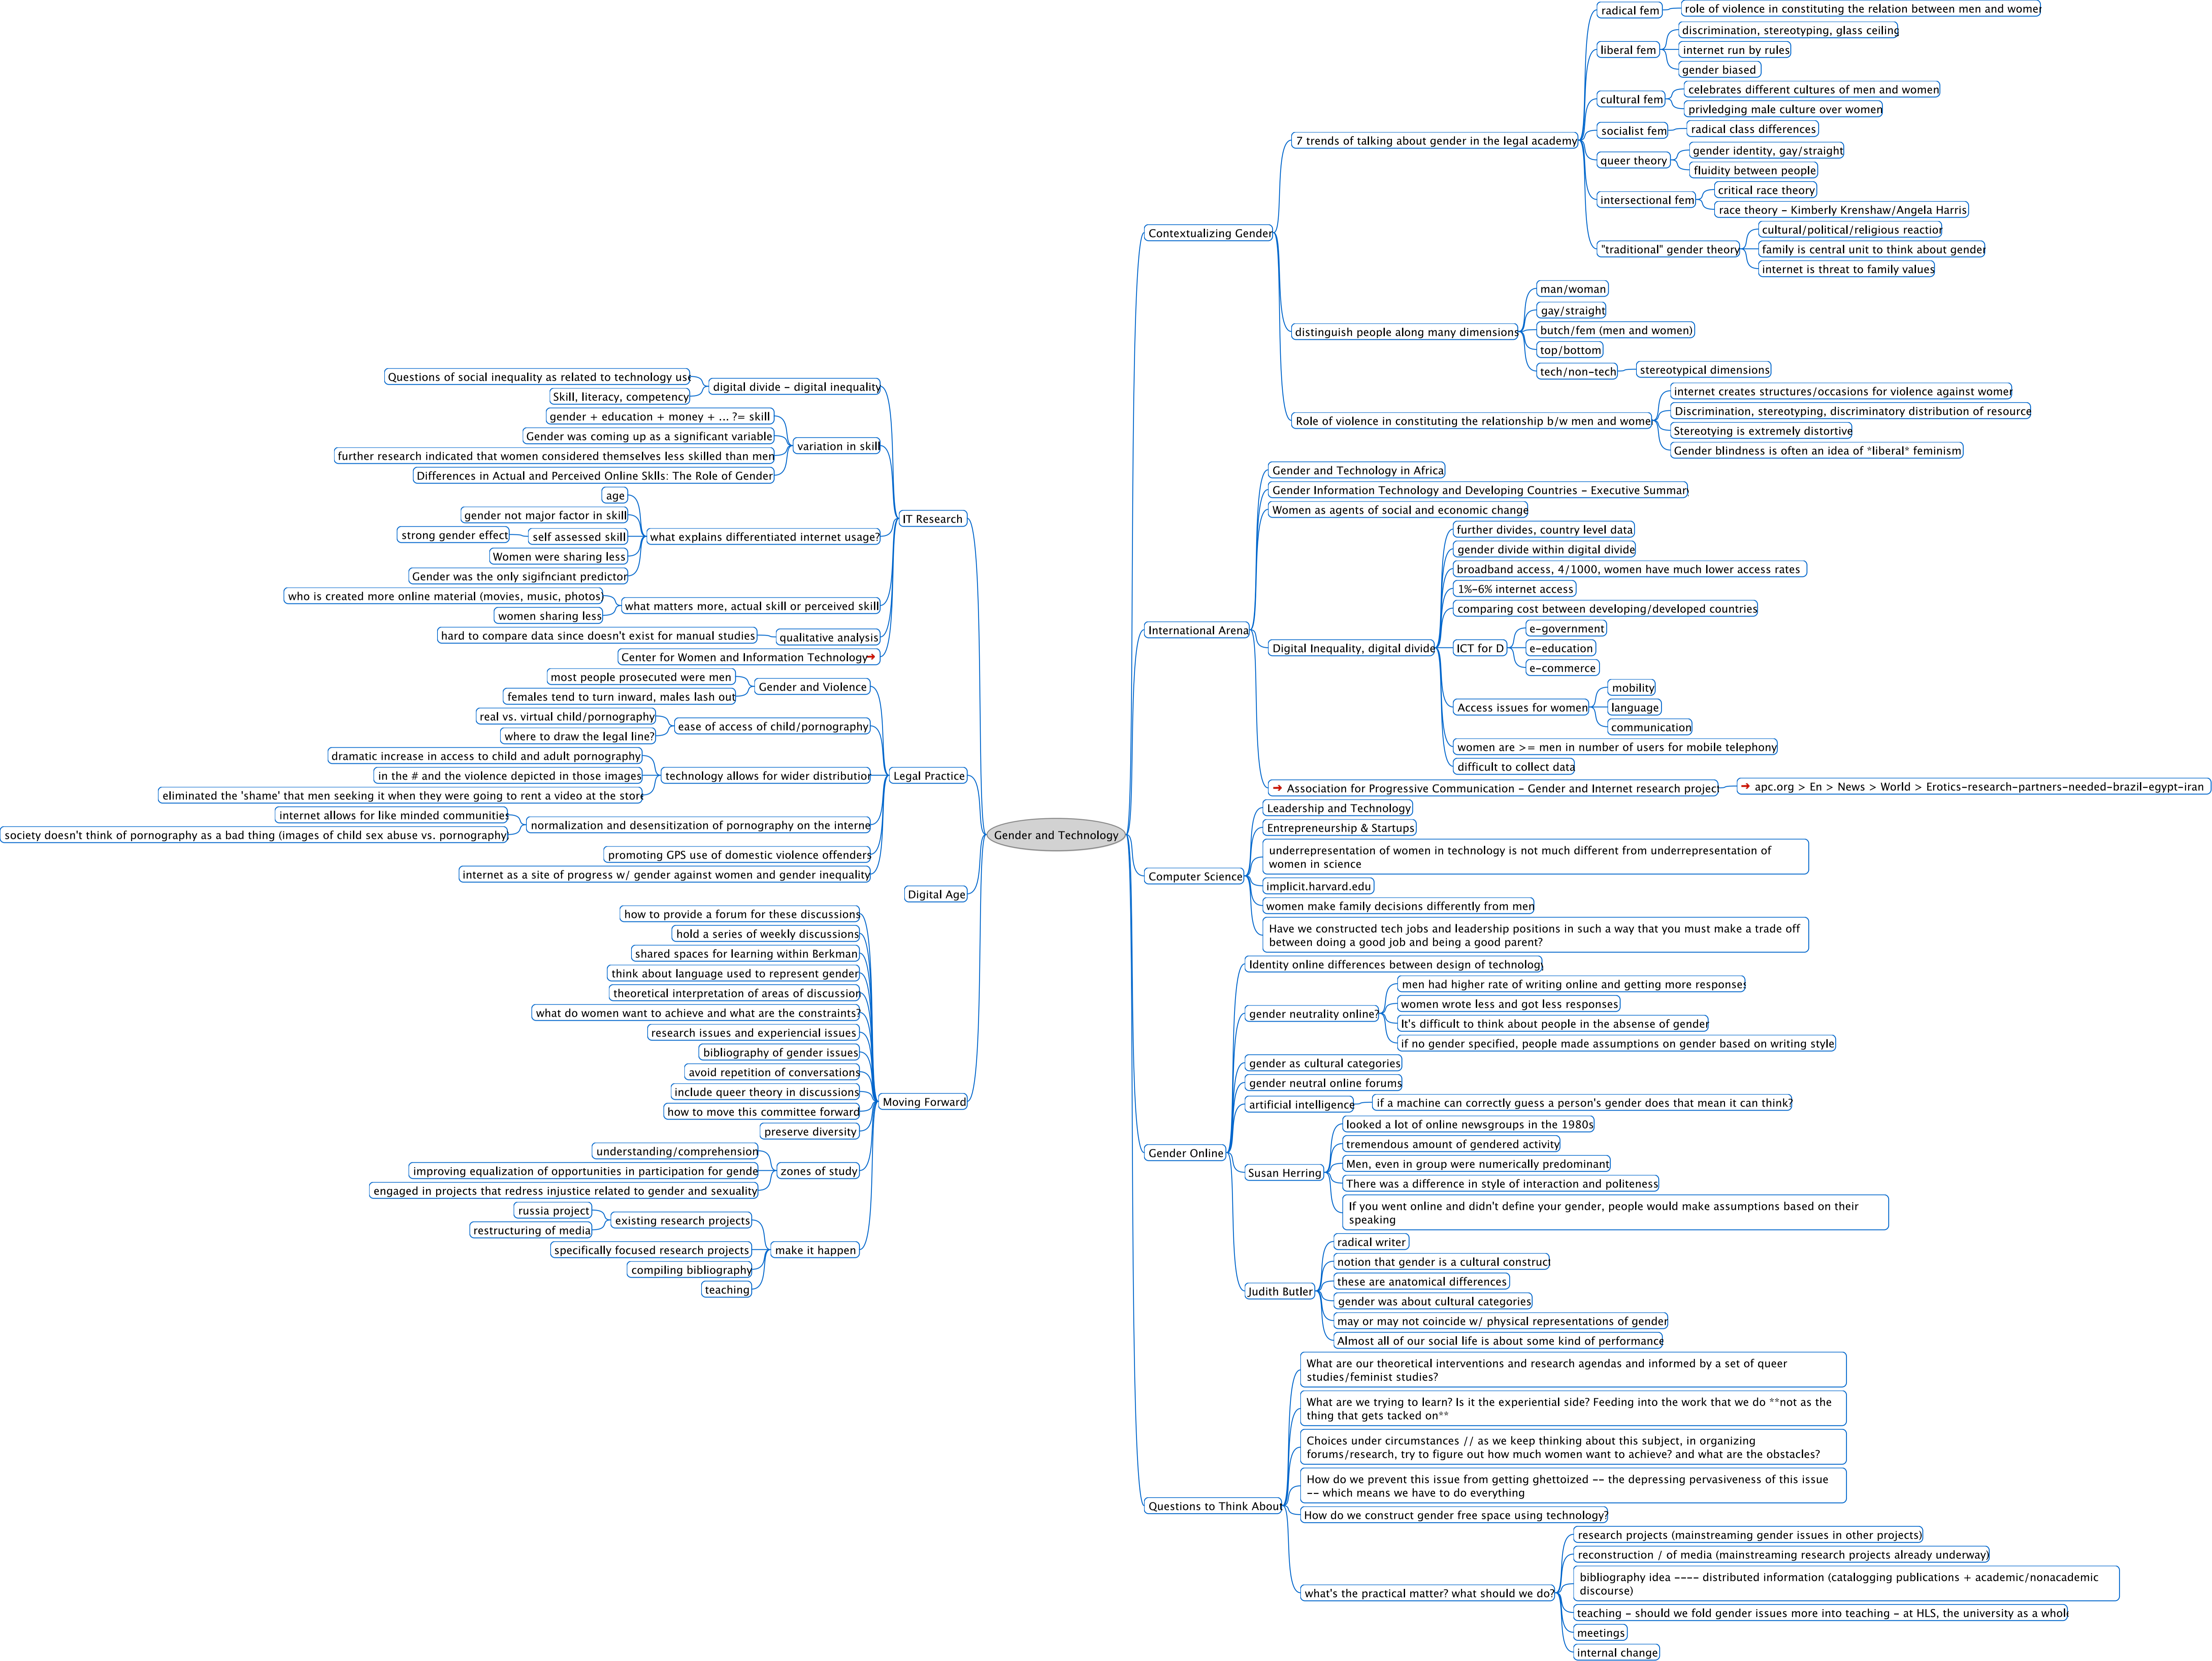 Gender and Technology
Contextualizing Gender
7 trends of talking about gender in the legal academy
radical fem
role of violence in constituting the relation between men and women
liberal fem
discrimination, stereotyping, glass ceiling
internet run by rules
gender biased
cultural fem
celebrates different cultures of men and women
privledging male culture over women
socialist fem
radical class differences
queer theory
gender identity, gay/straight
fluidity between people
intersectional fem
critical race theory
race theory - Kimberly Krenshaw/Angela Harris
"traditional" gender theory
cultural/political/religious reaction
family is central unit to think about gender
internet is threat to family values
distinguish people along many dimensions
man/woman
gay/straight
butch/fem (men and women)
top/bottom
tech/non-tech
stereotypical dimensions
Role of violence in constituting the relationship b/w men and wome
internet creates structures/occasions for violence against women
Discrimination, stereotyping, discriminatory distribution of resource
Stereotying is extremely distortive
Gender blindness is often an idea of *liberal* feminism
International Arena
Gender and Technology in Africa
Gender Information Technology and Developing Countries - Executive Summar
Women as agents of social and economic change
Digital Inequality, digital divide
further divides, country level data
gender divide within digital divide
broadband access, 4/1000, women have much lower access rates
1%-6% internet access
comparing cost between developing/developed countries
ICT for D
e-government
e-education
e-commerce
Access issues for women
mobility
language
communication
women are >= men in number of users for mobile telephony
difficult to collect data
Association for Progressive Communication - Gender and Internet research project
apc.org > En > News > World > Erotics-research-partners-needed-brazil-egypt-iran
Computer Science
Leadership and Technology
Entrepreneurship & Startups
underrepresentation of women in technology is not much different from underrepresentation of
women in science
implicit.harvard.edu
women make family decisions differently from men
Have we constructed tech jobs and leadership positions in such a way that you must make a trade off
between doing a good job and being a good parent?
Gender Online
Identity online differences between design of technology
gender neutrality online?
men had higher rate of writing online and getting more responses
women wrote less and got less responses
It's difficult to think about people in the absense of gender
if no gender specified, people made assumptions on gender based on writing style
gender as cultural categories
gender neutral online forums
artificial intelligence
if a machine can correctly guess a person's gender does that mean it can think?
Susan Herring
looked a lot of online newsgroups in the 1980s
tremendous amount of gendered activity
Men, even in group were numerically predominant
There was a difference in style of interaction and politeness
If you went online and didn't define your gender, people would make assumptions based on their
speaking
Judith Butler
radical writer
notion that gender is a cultural construct
these are anatomical differences
gender was about cultural categories
may or may not coincide w/ physical representations of gender
Almost all of our social life is about some kind of performance
Questions to Think About
What are our theoretical interventions and research agendas and informed by a set of queer
studies/feminist studies?
What are we trying to learn? Is it the experiential side? Feeding into the work that we do **not as the
thing that gets tacked on**
Choices under circumstances // as we keep thinking about this subject, in organizing
forums/research, try to figure out how much women want to achieve? and what are the obstacles?
How do we prevent this issue from getting ghettoized -- the depressing pervasiveness of this issue
-- which means we have to do everything
How do we construct gender free space using technology?
what's the practical matter? what should we do?
research projects (mainstreaming gender issues in other projects)
reconstruction / of media (mainstreaming research projects already underway)
bibliography idea ---- distributed information (catalogging publications + academic/nonacademic
discourse)
teaching - should we fold gender issues more into teaching - at HLS, the university as a whole
meetings
internal change
IT Research
digital divide - digital inequality
Questions of social inequality as related to technology use
Skill, literacy, competency
variation in skill
gender + education + money + ... ?= skill
Gender was coming up as a significant variable
further research indicated that women considered themselves less skilled than men
Differences in Actual and Perceived Online Sklls: The Role of Gender
what explains differentiated internet usage?
age
gender not major factor in skill
self assessed skill
strong gender effect
Women were sharing less
Gender was the only sigifnciant predictor
what matters more, actual skill or perceived skill
who is created more online material (movies, music, photos)
women sharing less
qualitative analysis
hard to compare data since doesn't exist for manual studies
Center for Women and Information Technology
Legal Practice
Gender and Violence
most people prosecuted were men
females tend to turn inward, males lash out
ease of access of child/pornography
real vs. virtual child/pornography
where to draw the legal line?
technology allows for wider distribution
dramatic increase in access to child and adult pornography
in the # and the violence depicted in those images
eliminated the 'shame' that men seeking it when they were going to rent a video at the store
normalization and desensitization of pornography on the interne
internet allows for like minded communities
society doesn't think of pornography as a bad thing (images of child sex abuse vs. pornography)
promoting GPS use of domestic violence offenders
internet as a site of progress w/ gender against women and gender inequality
Digital Age
Moving Forward
how to provide a forum for these discussions
hold a series of weekly discussions
shared spaces for learning within Berkman
think about language used to represent gender
theoretical interpretation of areas of discussion
what do women want to achieve and what are the constraints?
research issues and experiencial issues
bibliography of gender issues
avoid repetition of conversations
include queer theory in discussions
how to move this committee forward
preserve diversity
zones of study
understanding/comprehension
improving equalization of opportunities in participation for gende
engaged in projects that redress injustice related to gender and sexuality
make it happen
existing research projects
russia project
restructuring of media
specifically focused research projects
compiling bibliography
teaching